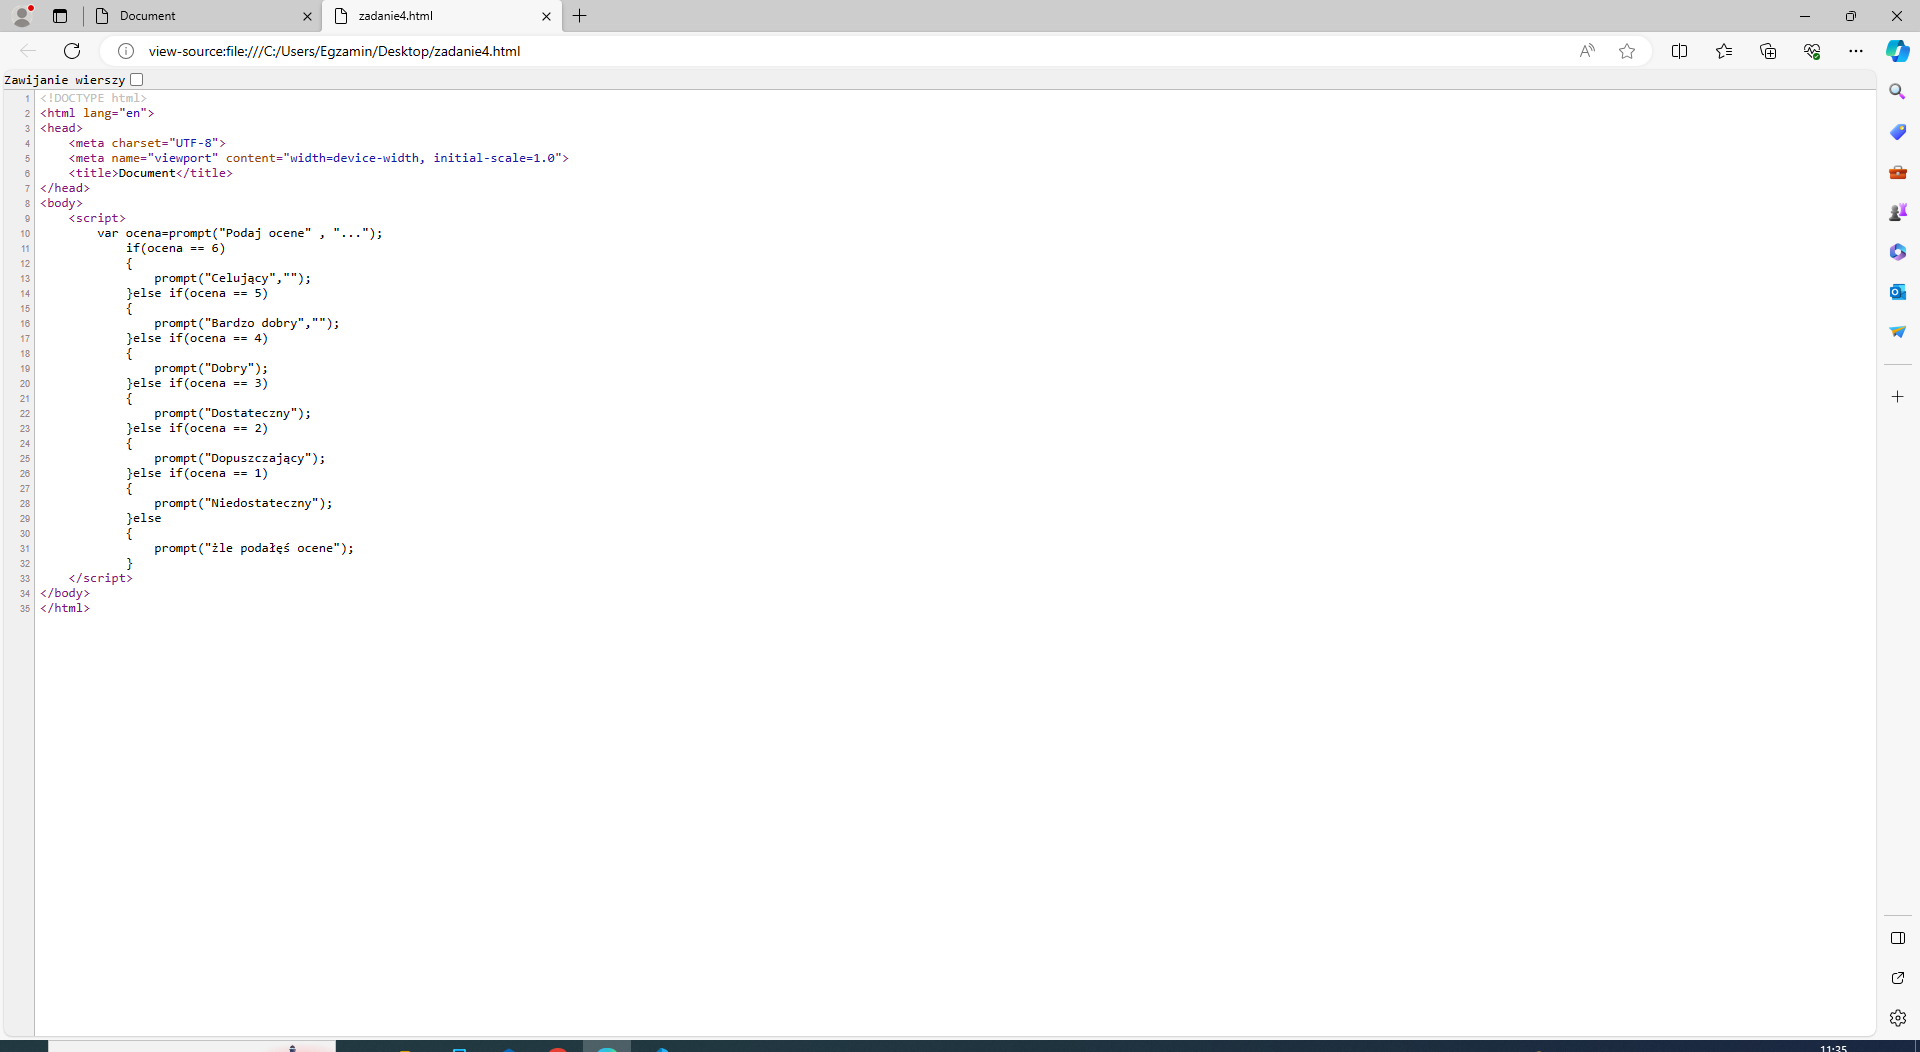 Document
zadanie4.html
view-source:file:///C:/Users/Egzamin/Desktop/zadanie4.html
Zawijanie wierszy
1 <!DOCTYPE html>
2 <html lang="en">
3 <head>
4     <meta charset="UTF-8">
5     <meta name="viewport" content="width=device-width, initial-scale=1.0">
6     <title>Document</title>
7 </head>
8 <body>
9     <script>
10         var ocena=prompt("Podaj ocene" , "...");
11             if(ocena == 6)
12             {
13                 prompt("Celujący","");
14             }else if(ocena == 5)
15             {
16                 prompt("Bardzo dobry","");
17             }else if(ocena == 4)
18             {
19                 prompt("Dobry");
20             }else if(ocena == 3)
21             {
22                 prompt("Dostateczny");
23             }else if(ocena == 2)
24             {
25                 prompt("Dopuszczający");
26             }else if(ocena == 1)
27             {
28                 prompt("Niedostateczny");
29             }else
30             {
31                 prompt("żle podałęś ocene");
32             }
33     </script>
34 </body>
35 </html>
11:35